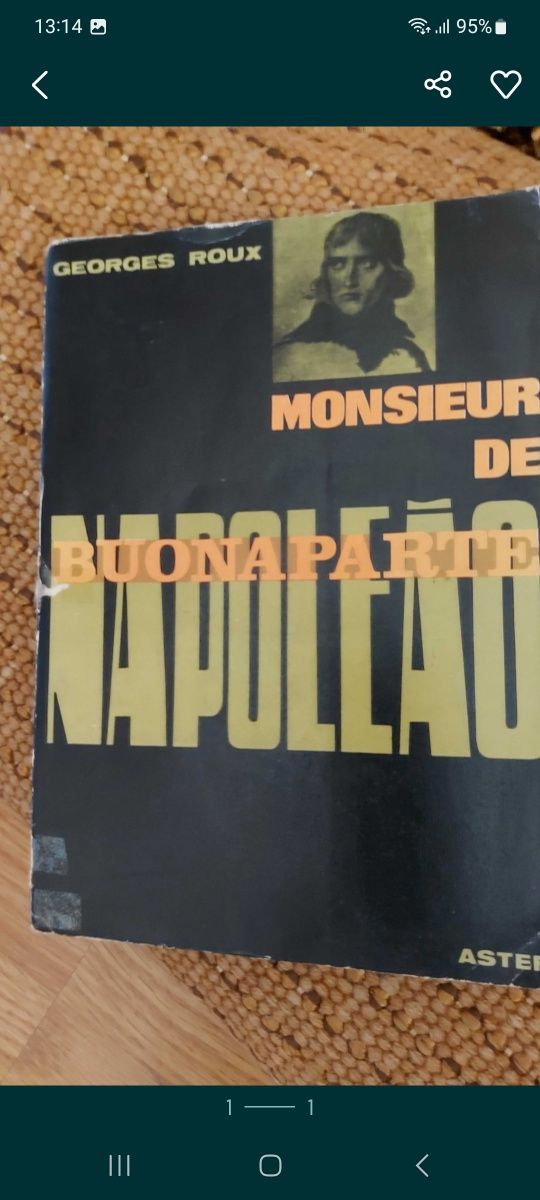 13:14
95%
GEORGES ROUX
MONSIEUR
DE
NAPOLEÃO
BUONAPARTE
ASTER
1 1